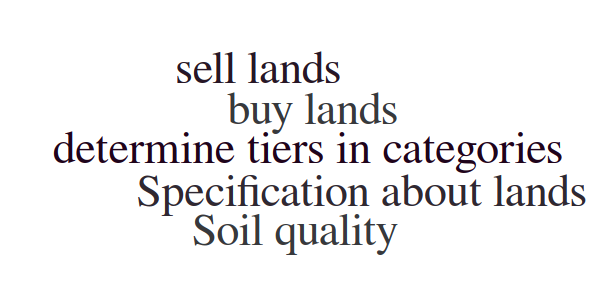 sell lands
buy lands
determine tiers in categories
Specification about lands
Soil quality